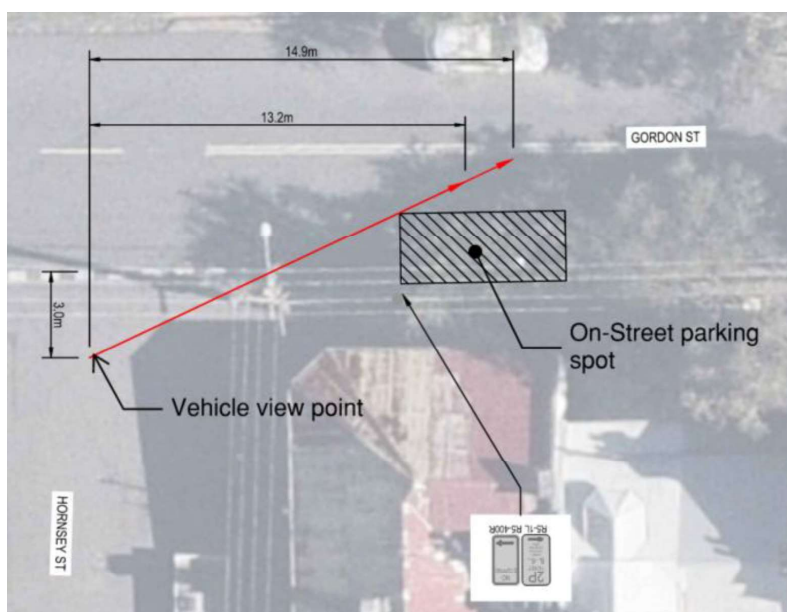 14.9m
13.2m
GORDON ST
3.0m
On-Street parking
spot
Vehicle view point
HORNSEY ST
R5-1L R5-400R
2P